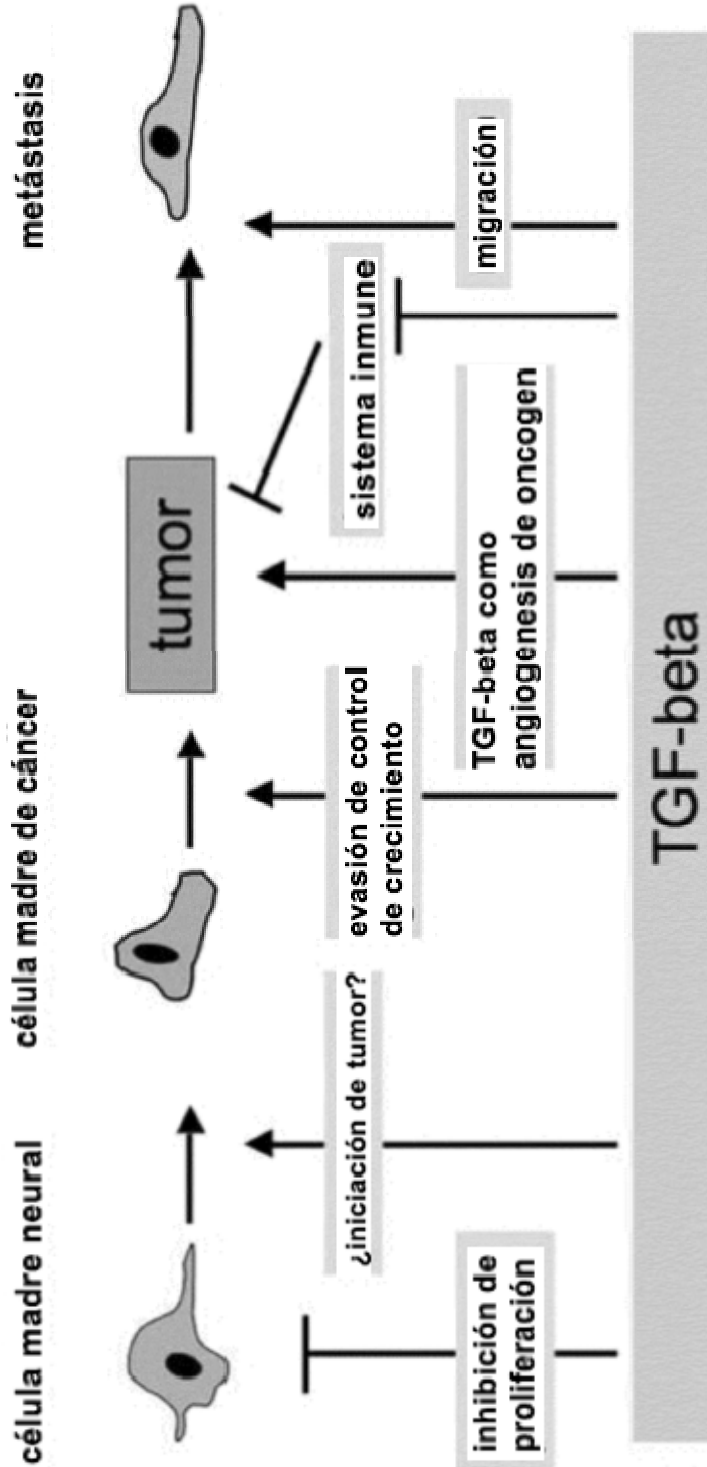 célula madre neural
célula madre de cáncer
metástasis
tumor
¿iniciación de tumor?
evasión de control
de crecimiento
sistema inmune
inhibición de
proliferación
TGF-beta como
angiogenesis de oncogen
migración
TGF-beta